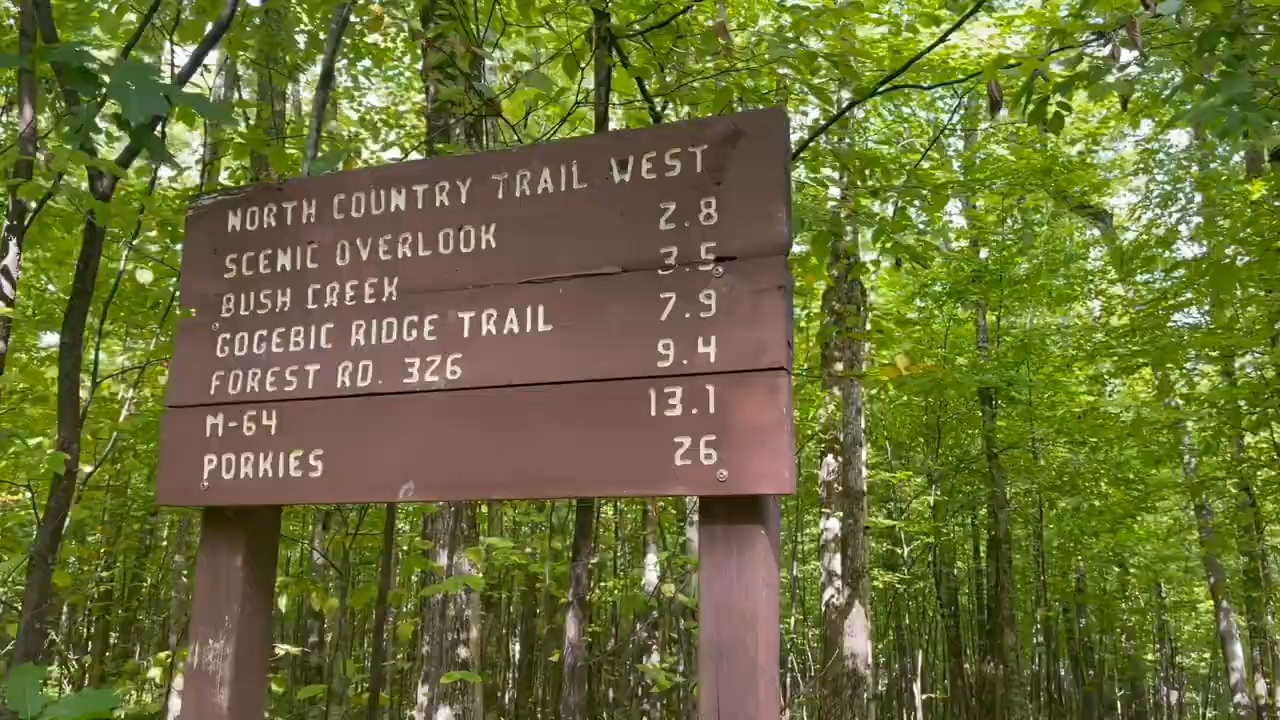 NORTH COUNTRY TRAIL WEST
SCENIC OVERLOOK 2.8
BUSH CREEK 3.5
GOGEBIC RIDGE TRAIL 7.9
FOREST RD. 326 9.4
M-64 13.1
PORKIES 26